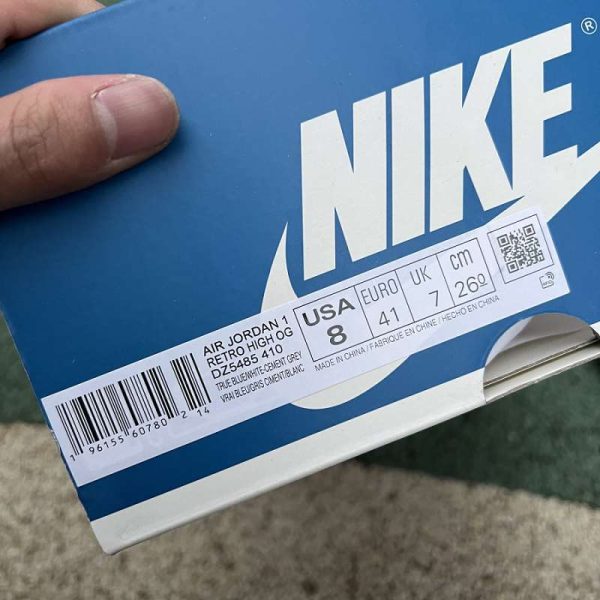 NIKE
®
AIR JORDAN 1
RETRO HIGH OG
DZ5485 410
TRUE BLUE/WHITE-CEMENT GREY
VRAI BLEU/GRIS CIMENT/BLANC
USA
8
EURO
41
UK
7
cm
26º
MADE IN CHINA / FABRIQUE EN CHINE / HECHO EN CHINA
1 96155 60780 2 14